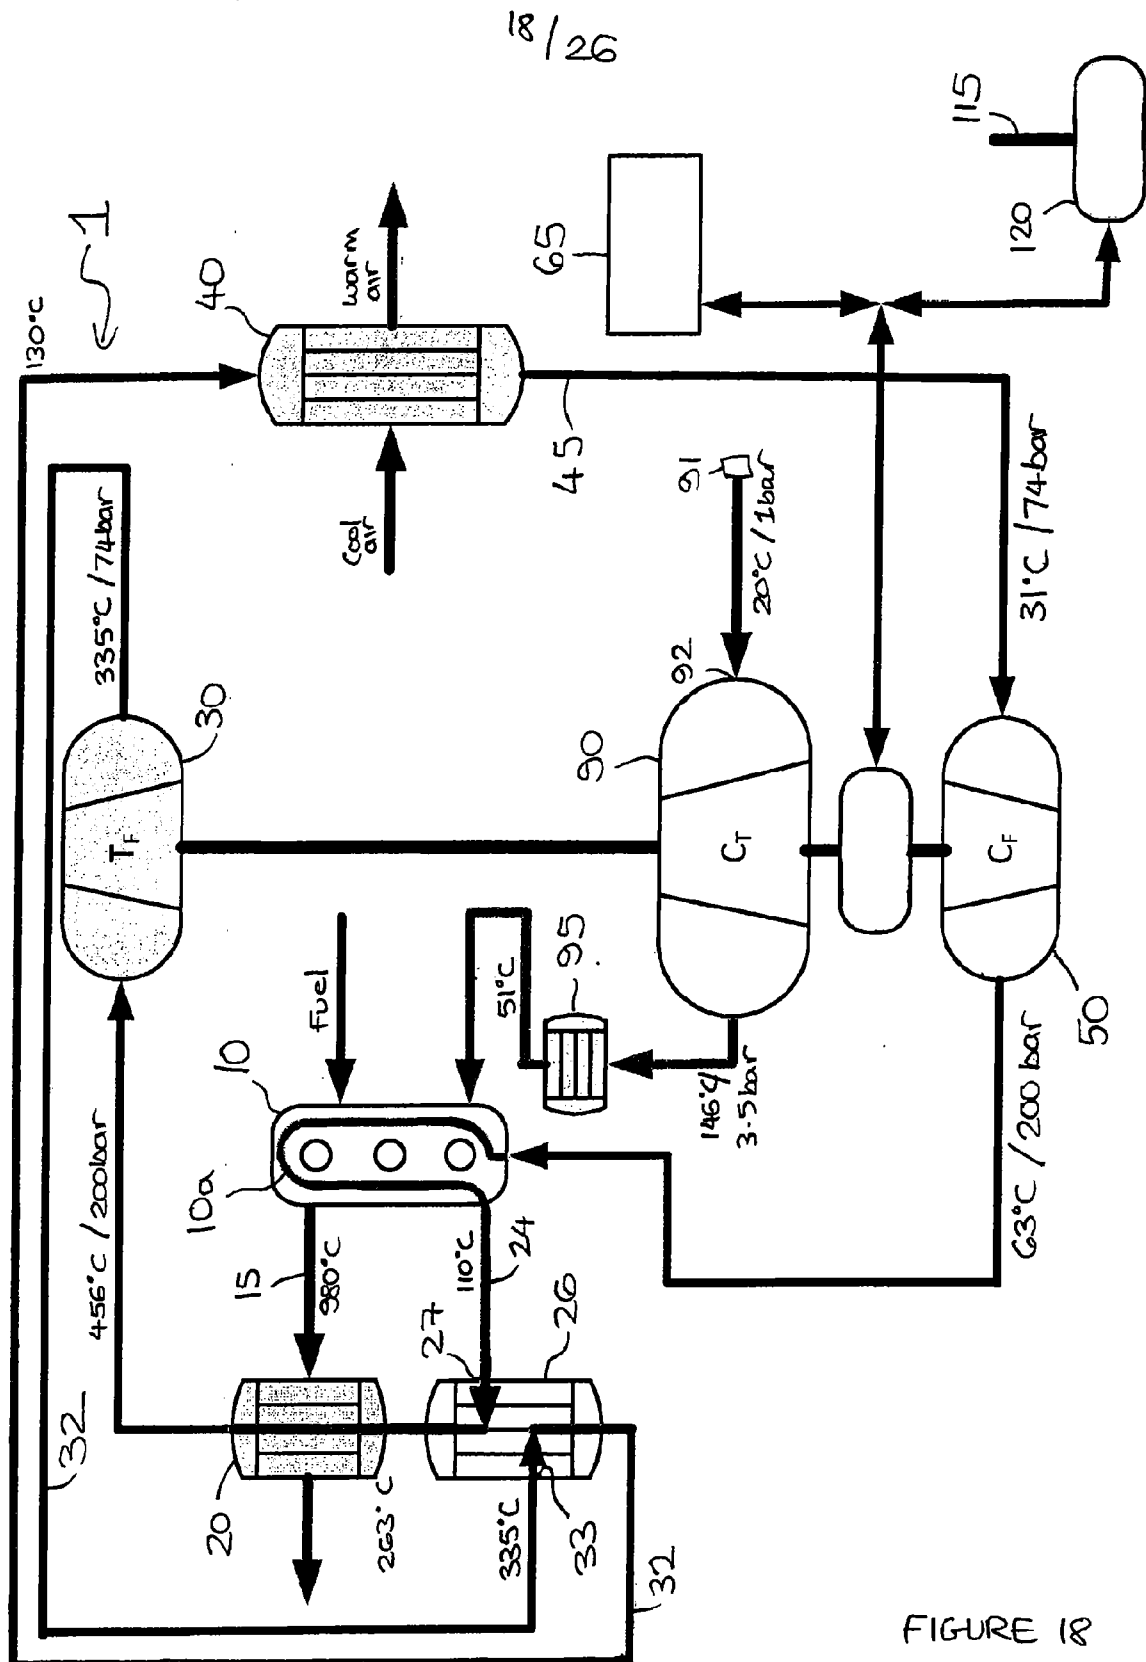 18/26
115
1
130°C
65
120
40
warm
air
335°C / 74bar
Cool
air
45
91
20°C / 1bar
31°C / 74bar
30
92
90
TF
CT
CF
Fuel
95
51°C
10
50
10a
146°C/
3.5bar
63°C / 200bar
456°C / 200bar
15
980°C
110°C
24
27
26
32
20
263°C
335°C
33
32
FIGURE 18